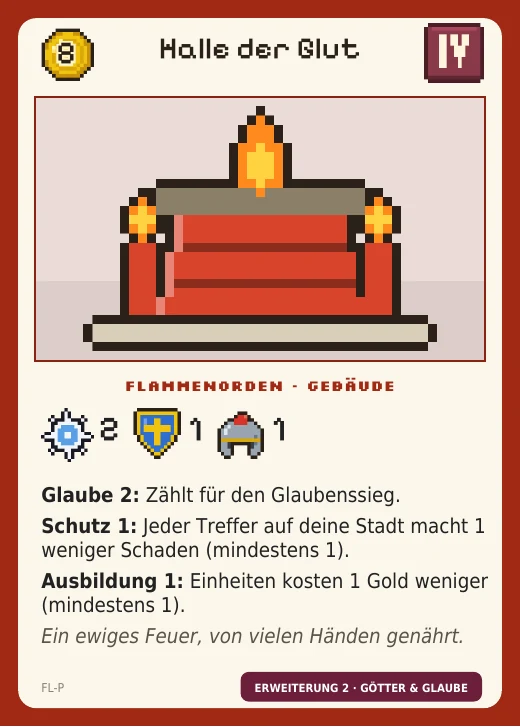 8
Halle der Glut
IV
FLAMMENORDEN · GEBÄUDE
2 1 1
Glaube 2: Zählt für den Glaubenssieg.
Schutz 1: Jeder Treffer auf deine Stadt macht 1
weniger Schaden (mindestens 1).
Ausbildung 1: Einheiten kosten 1 Gold weniger
(mindestens 1).
Ein ewiges Feuer, von vielen Händen genährt.
FL-P
ERWEITERUNG 2 · GÖTTER & GLAUBE